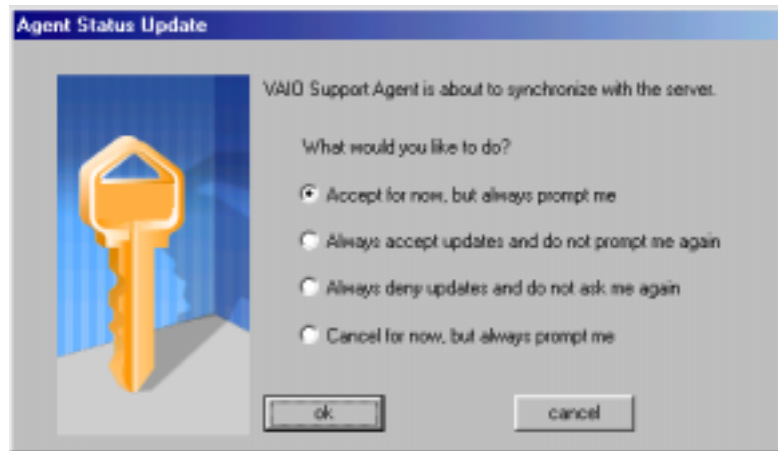 Agent Status Update
VAIO Support Agent is about to synchronize with the server.
What would you like to do?
Accept for now, but always prompt me
Always accept updates and do not prompt me again
Always deny updates and do not ask me again
Cancel for now, but always prompt me
ok
cancel